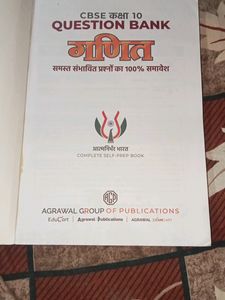 CBSE कक्षा 10
QUESTION BANK
गणित
समस्त संभावित प्रश्नों का 100% समावेश
आत्मनिर्भर भारत
COMPLETE SELF-PREP BOOK
AGRAWAL GROUP OF PUBLICATIONS
EduCart | Agrawal Publications | AGRAWAL EXAMCART